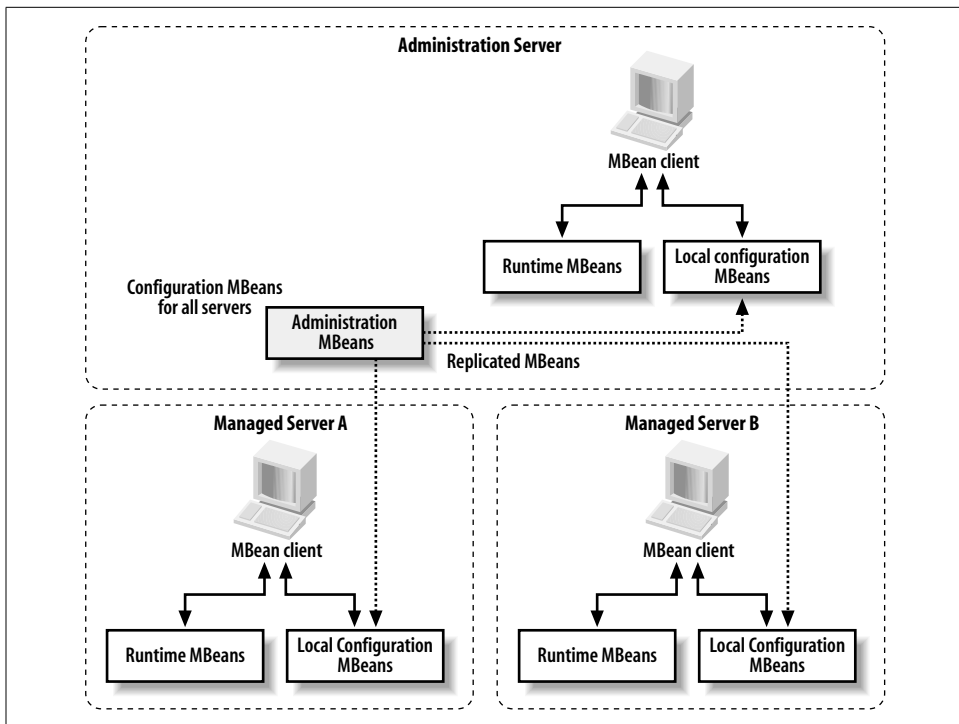 Administration Server
MBean client
Runtime MBeans
Local configuration
MBeans
Configuration MBeans
for all servers
Administration
MBeans
Replicated MBeans
Managed Server A
MBean client
Runtime MBeans
Local Configuration
MBeans
Managed Server B
MBean client
Runtime MBeans
Local Configuration
MBeans